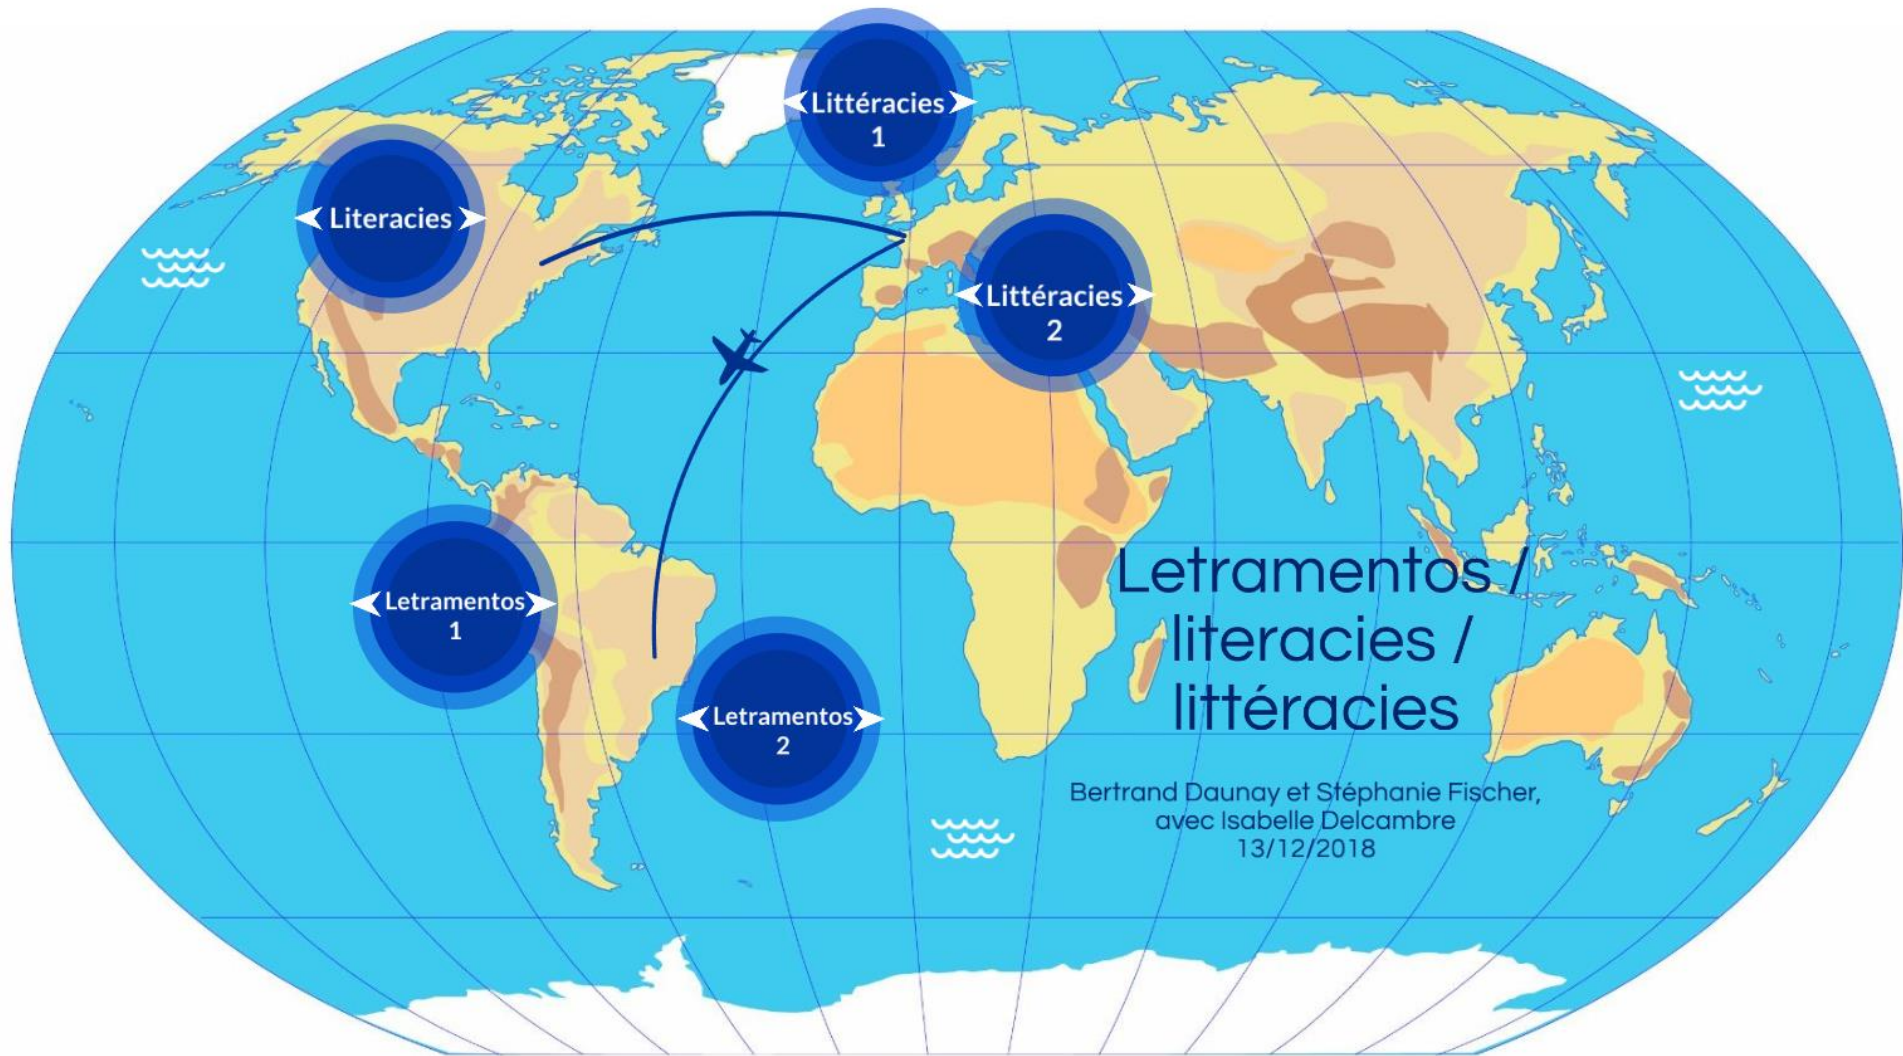 Littéracies
1
Literacies
Littéracies
2
Letramentos
1
Letramentos
2
Letramentos /
literacies /
littéracies
Bertrand Daunay et Stéphanie Fischer,
avec Isabelle Delcambre
13/12/2018